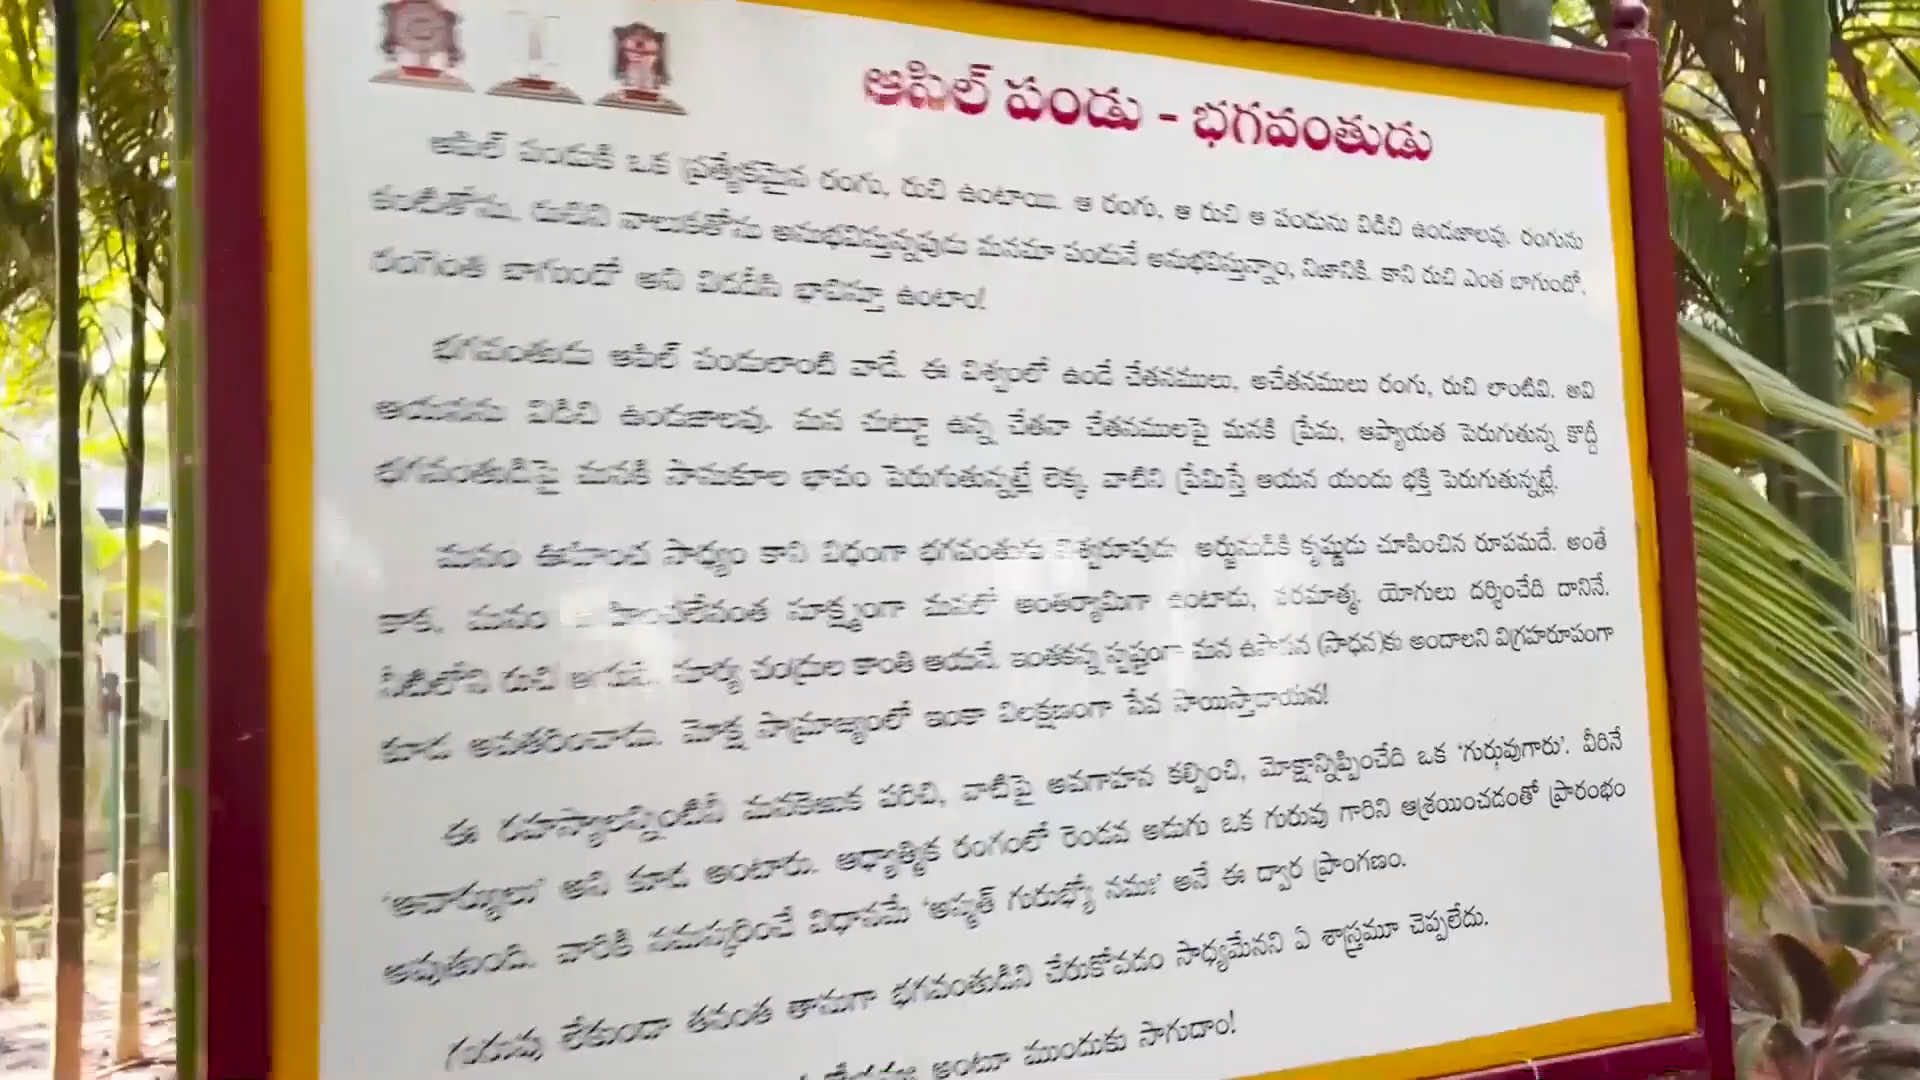 ఆపిల్ పండు - భగవంతుడు
ఆపిల్ పండుకి ఒక ప్రత్యేకమైన రంగు, రుచి ఉంటాయి. ఆ రంగు, ఆ రుచి ఆ పండును విడిచి ఉండజాలవు. రంగును
కంటితోను, రుచిని నాలుకతోను అనుభవిస్తున్నపుడు మనమా పండునే అనుభవిస్తున్నాం, నిజానికి. కాని రుచి ఎంత బాగుందో,
రంగెంత బాగుందో అని విడదీసి భావిస్తూ ఉంటాం!
భగవంతుడు ఆపిల్ పండులాంటి వాడే. ఈ విశ్వంలో ఉండే చేతనములు, అచేతనములు రంగు, రుచి లాంటివి. అవి
ఆయనను విడిచి ఉండజాలవు. మన చుట్టూ ఉన్న చేతనా చేతనములపై మనకి ప్రేమ, ఆప్యాయత పెరుగుతున్న కొద్దీ
భగవంతుడిపై మనకి సానుకూల భావం పెరుగుతున్నట్లే లెక్క. వాటిని ప్రేమిస్తే ఆయన యందు భక్తి పెరుగుతున్నట్లే.
మనం ఊహించ సాధ్యం కాని విధంగా భగవంతుడు విశ్వరూపుడు. అర్జునుడికి కృష్ణుడు చూపించిన రూపమదే. అంతే
కాక, మనం ఊహించలేనంత సూక్ష్మంగా మనలో అంతర్యామిగా ఉంటాడు, పరమాత్మ. యోగులు దర్శించేది దానినే.
నీటిలోని రుచి ఆయనే. సూర్య చంద్రుల కాంతి ఆయనే. ఇంతకన్న స్పష్టంగా మన ఉపాసన (సాధన)కు అందాలని విగ్రహరూపంగా
కూడ అవతరించాడు. మోక్ష సామ్రాజ్యంలో ఇంకా విలక్షణంగా సేవ సాయిస్తాడాయన!
ఈ రహస్యాలన్నింటినీ మనకెఱుక పరిచి, వాటిపై అవగాహన కల్పించి, మోక్షాన్నిప్పించేది ఒక 'గురువుగారు'. వీరినే
'ఆచార్యులు' అని కూడ అంటారు. ఆధ్యాత్మిక రంగంలో రెండవ అడుగు ఒక గురువు గారిని ఆశ్రయించడంతో ప్రారంభం
అవుతుంది. వారికి నమస్కరించే విధానమే 'అస్మత్ గురుభ్యో నమః' అనే ఈ ద్వార ప్రాంగణం.
గురువు లేకుండా తనంత తానుగా భగవంతుడిని చేరుకోవడం సాధ్యమేనని ఏ శాస్త్రమూ చెప్పలేదు.
అంటూ ముందుకు సాగుదాం!